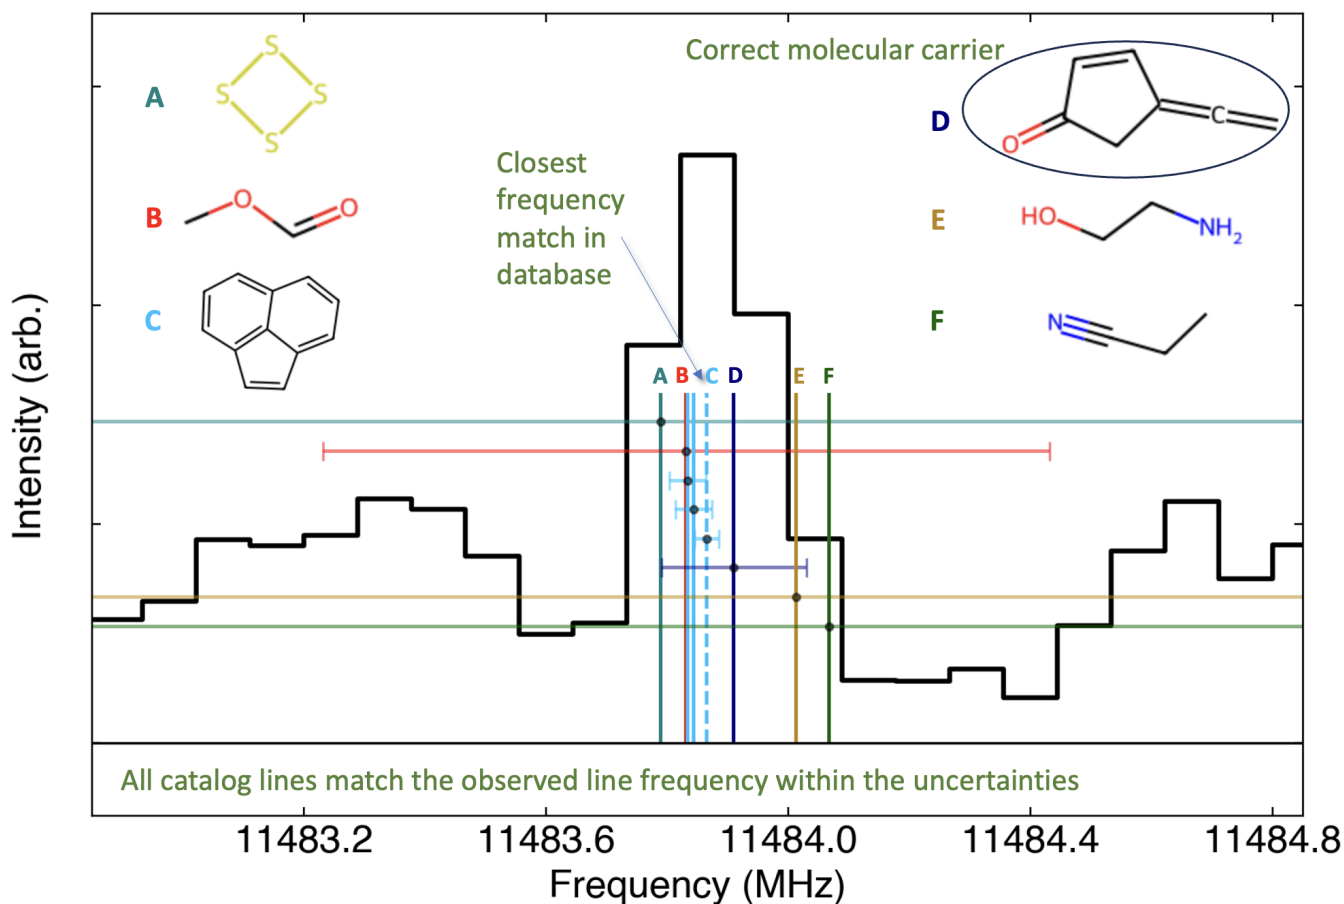 Correct molecular carrier
A
S
S
S
S
D
O
C
Closest
frequency
match in
database
B
O
O
E
HO
NH2
C
F
N
A B C D E F
Intensity (arb.)
All catalog lines match the observed line frequency within the uncertainties
11483.2 11483.6 11484.0 11484.4 11484.8
Frequency (MHz)